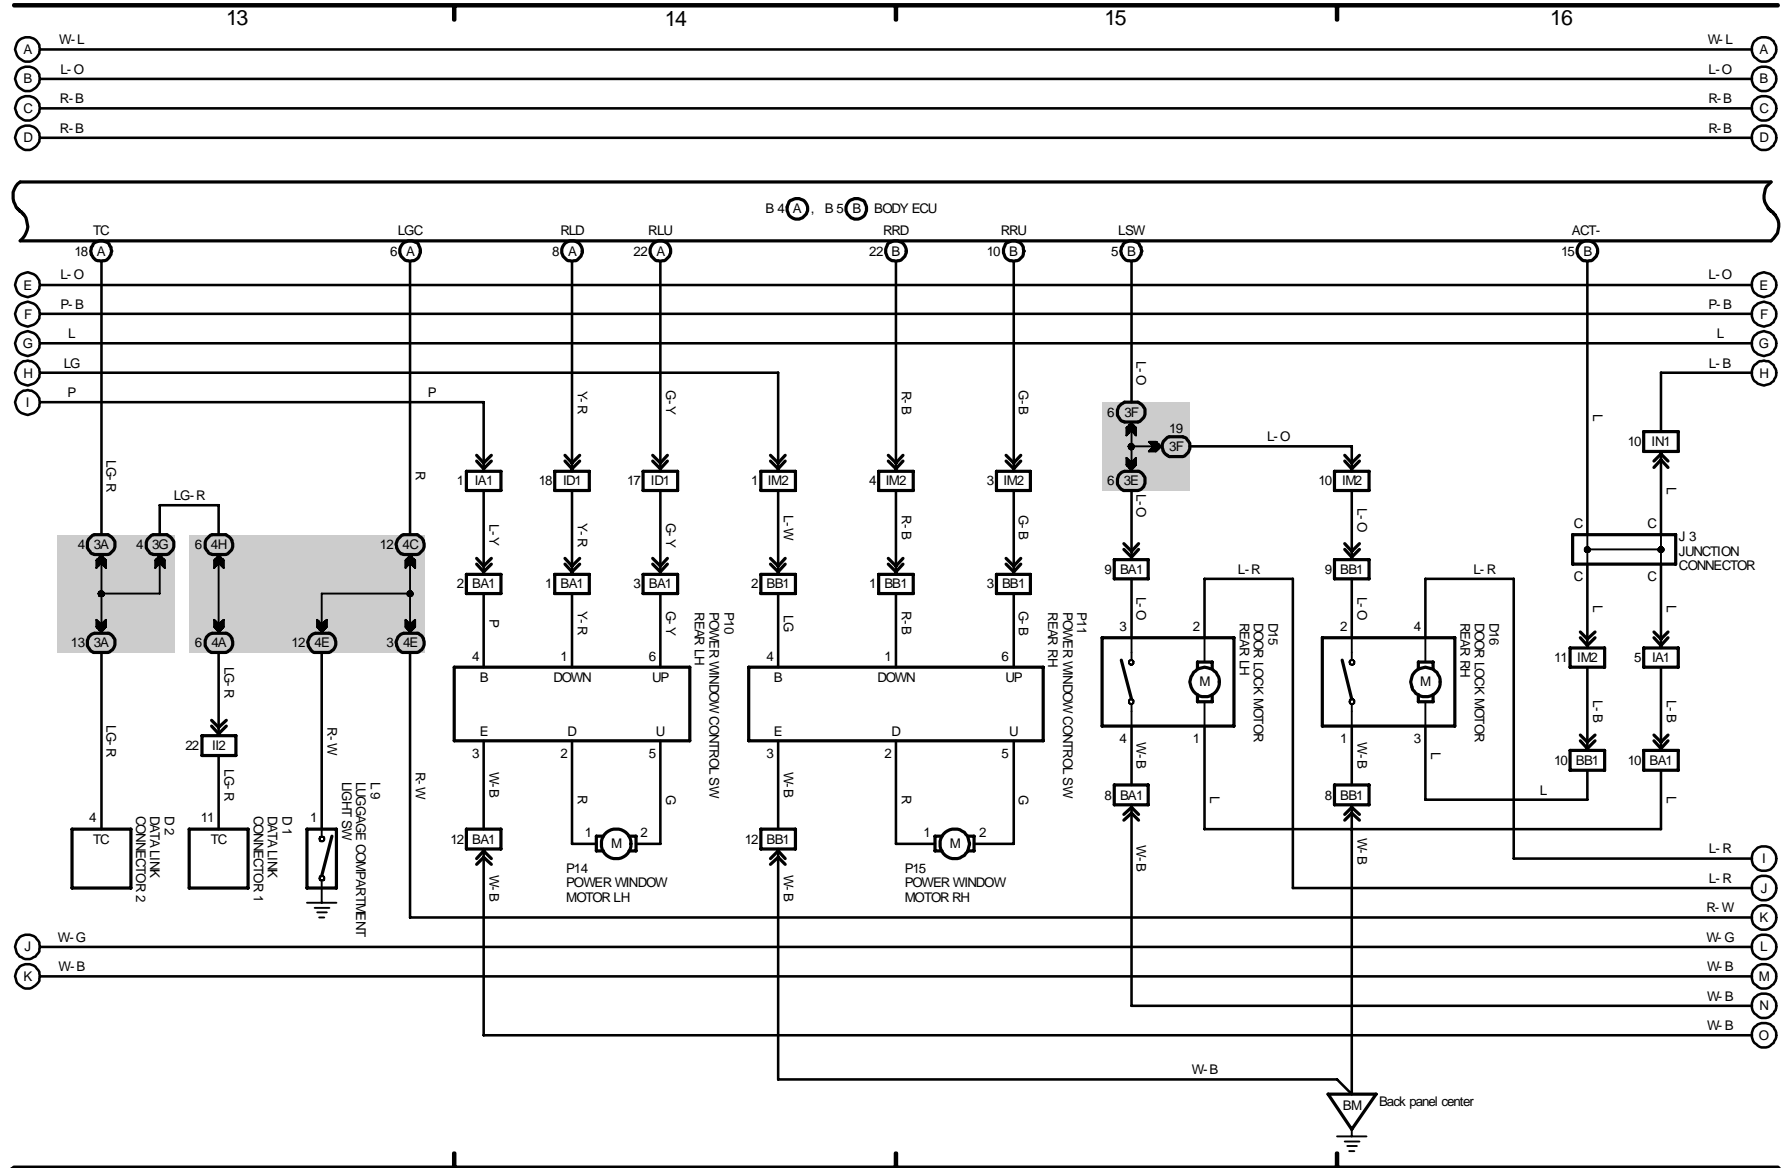 13 14 15 16
A W-L W-L A
B L-O L-O B
C R-B R-B C
D R-B R-B D
B 4 A , B 5 B BODY ECU
TC LGC RLD RLU RRD RRU LSW ACT-
18 A 6 A 8 A 22 A 22 B 10 B 5 B 15 B
E L-O L-O E
F P-B P-B F
G L L G
H LG L-B H
I P P
L-O
Y-R G-Y R-B G-B L
6 3F
19
3F L-O
10 IN1
LG-R R
1 IA1 18 ID1 17 ID1 1 IM2 4 IM2 3 IM2 6 3E 10 IM2
LG-R
L-Y Y-R G-Y L-W R-B G-B L-O L-O L
4 3A 4 3G 6 4H 12 4C
C C
J 3
JUNCTION
CONNECTOR
C C
2 BA1 1 BA1 3 BA1 2 BB1 1 BB1 3 BB1 9 BA1 9 BB1
L-R L-R
P Y-R G-Y LG R-B G-B L-O L-O L L
13 3A 6 4A 12 4E 3 4E
P10
POWER WINDOW CONTROL SW
REAR LH
P11
POWER WINDOW CONTROL SW
REAR RH
D15
DOOR LOCK MOTOR
REAR LH
D16
DOOR LOCK MOTOR
REAR RH
4 1 6 4 1 6 3 2 2 4
11 IM2 5 IA1
B DOWN UP B DOWN UP
M M
LG-R
E D U E D U
L-B L-B
3 2 5 3 2 5 4 1 1 3
LG-R 22 II2 R-W
W-B W-B W-B W-B L
10 BB1 10 BA1
LG-R R-W
R G R G
8 BA1 L 8 BB1 L L
4 11 1
TC TC
D 2
DATA LINK
CONNECTOR 2
D 1
DATA LINK
CONNECTOR 1
L 9
LUGGAGE COMPARTMENT
LIGHT SW
12 BA1 1 M 2 12 BB1 1 M 2
W-B W-B
P14
POWER WINDOW
MOTOR LH
P15
POWER WINDOW
MOTOR RH
W-B W-B
L-R I
L-R J
R-W K
J W-G W-G L
K W-B W-B M
W-B N
W-B O
W-B
BM Back panel center